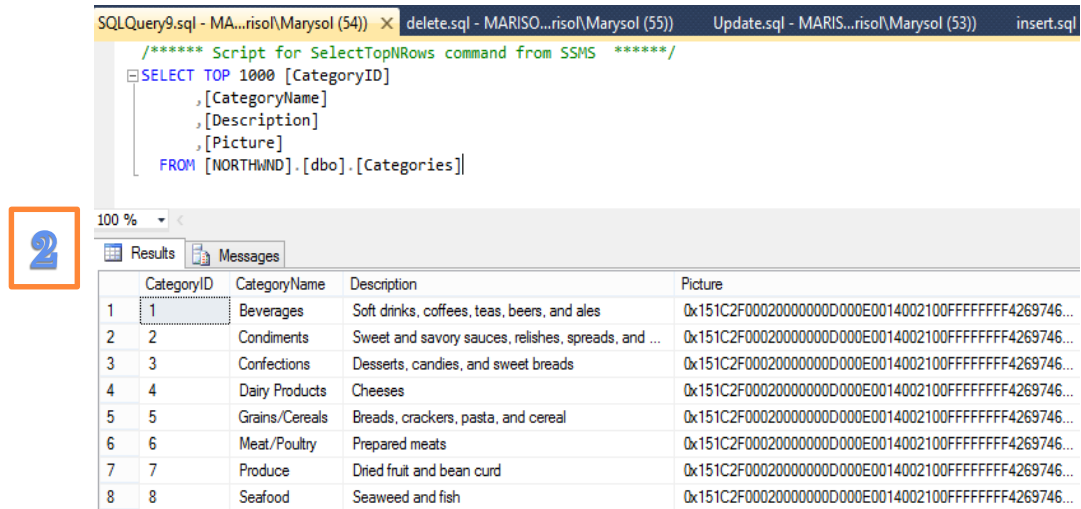 SQLQuery9.sql - MA...risol\Marysol (54)) × delete.sql - MARISO...risol\Marysol (55)) Update.sql - MARIS...risol\Marysol (53)) insert.sql
/****** Script for SelectTopNRows command from SSMS ******/
SELECT TOP 1000 [CategoryID]
,[CategoryName]
,[Description]
,[Picture]
FROM [NORTHWND].[dbo].[Categories]
100 %
2
Results Messages
CategoryID CategoryName Description Picture
1 1 Beverages Soft drinks, coffees, teas, beers, and ales 0x151C2F00020000000D000E0014002100FFFFFFFF4269746...
2 2 Condiments Sweet and savory sauces, relishes, spreads, and ... 0x151C2F00020000000D000E0014002100FFFFFFFF4269746...
3 3 Confections Desserts, candies, and sweet breads 0x151C2F00020000000D000E0014002100FFFFFFFF4269746...
4 4 Dairy Products Cheeses 0x151C2F00020000000D000E0014002100FFFFFFFF4269746...
5 5 Grains/Cereals Breads, crackers, pasta, and cereal 0x151C2F00020000000D000E0014002100FFFFFFFF4269746...
6 6 Meat/Poultry Prepared meats 0x151C2F00020000000D000E0014002100FFFFFFFF4269746...
7 7 Produce Dried fruit and bean curd 0x151C2F00020000000D000E0014002100FFFFFFFF4269746...
8 8 Seafood Seaweed and fish 0x151C2F00020000000D000E0014002100FFFFFFFF4269746...